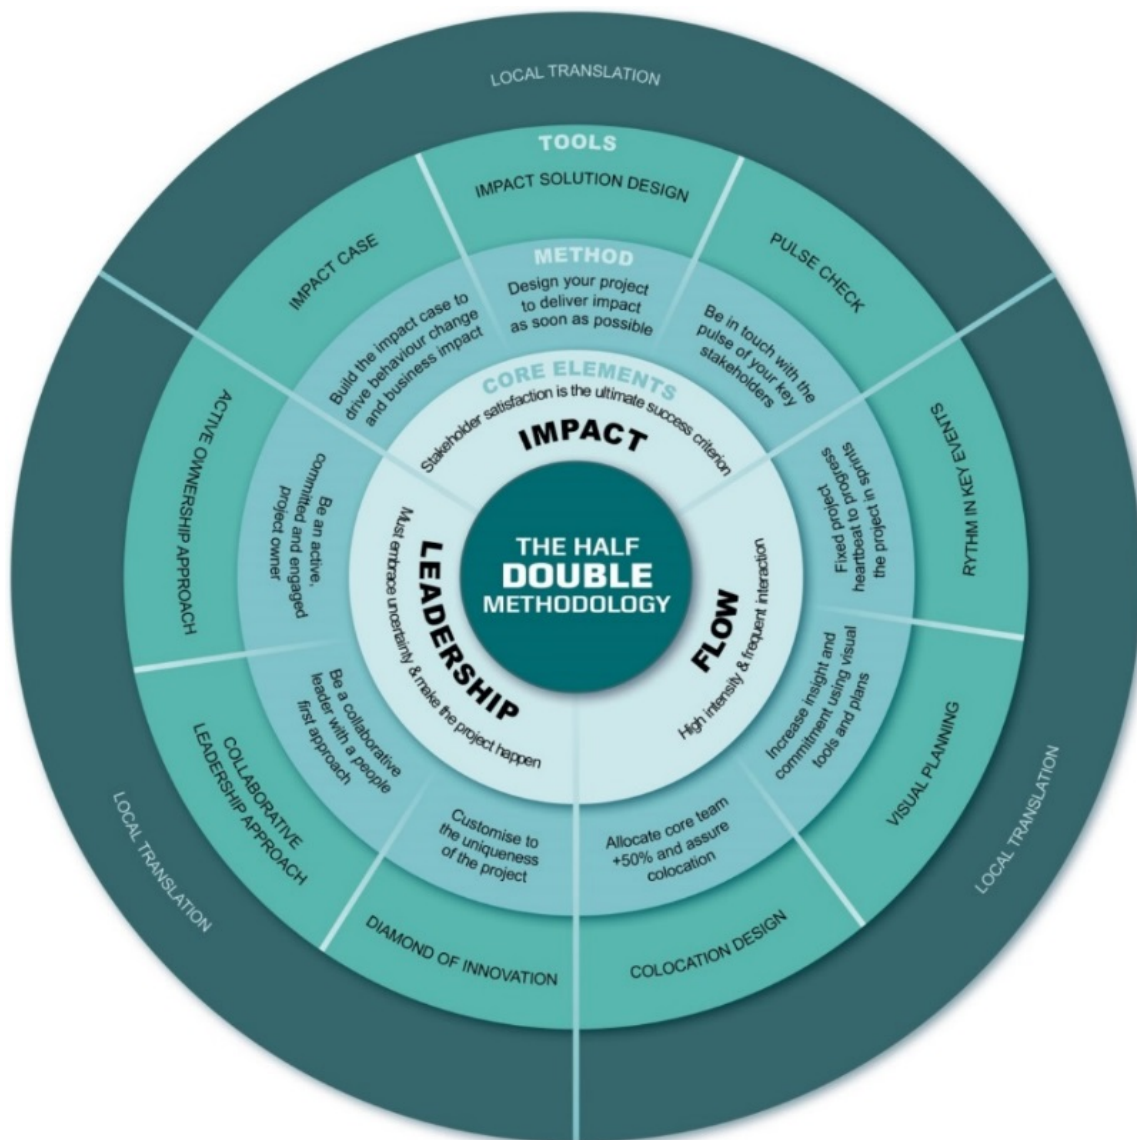 LOCAL TRANSLATION
TOOLS
IMPACT SOLUTION DESIGN
IMPACT CASE
PULSE CHECK
METHOD
Design your project
to deliver impact
as soon as possible
Build the impact case to
drive behaviour change
and business impact
Be in touch with the
pulse of your key
stakeholders
CORE ELEMENTS
Stakeholder satisfaction is the ultimate success criterion
IMPACT
THE HALF
DOUBLE
METHODOLOGY
FLOW
High intensity & frequent interaction
RYTHM IN KEY EVENTS
Fixed project
heartbeat to progress
the project in sprints
VISUAL PLANNING
Increase insight and
commitment using visual
tools and plans
COLOCATION DESIGN
Allocate core team
+50% and assure
colocation
LOCAL TRANSLATION
LEADERSHIP
Must embrace uncertainty & make the project happen
ACTIVE OWNERSHIP APPROACH
Be an active,
committed and engaged
project owner
COLLABORATIVE
LEADERSHIP APPROACH
Be a collaborative
leader with a people
first approach
DIAMOND OF INNOVATION
Customise to
the uniqueness
of the project
LOCAL TRANSLATION